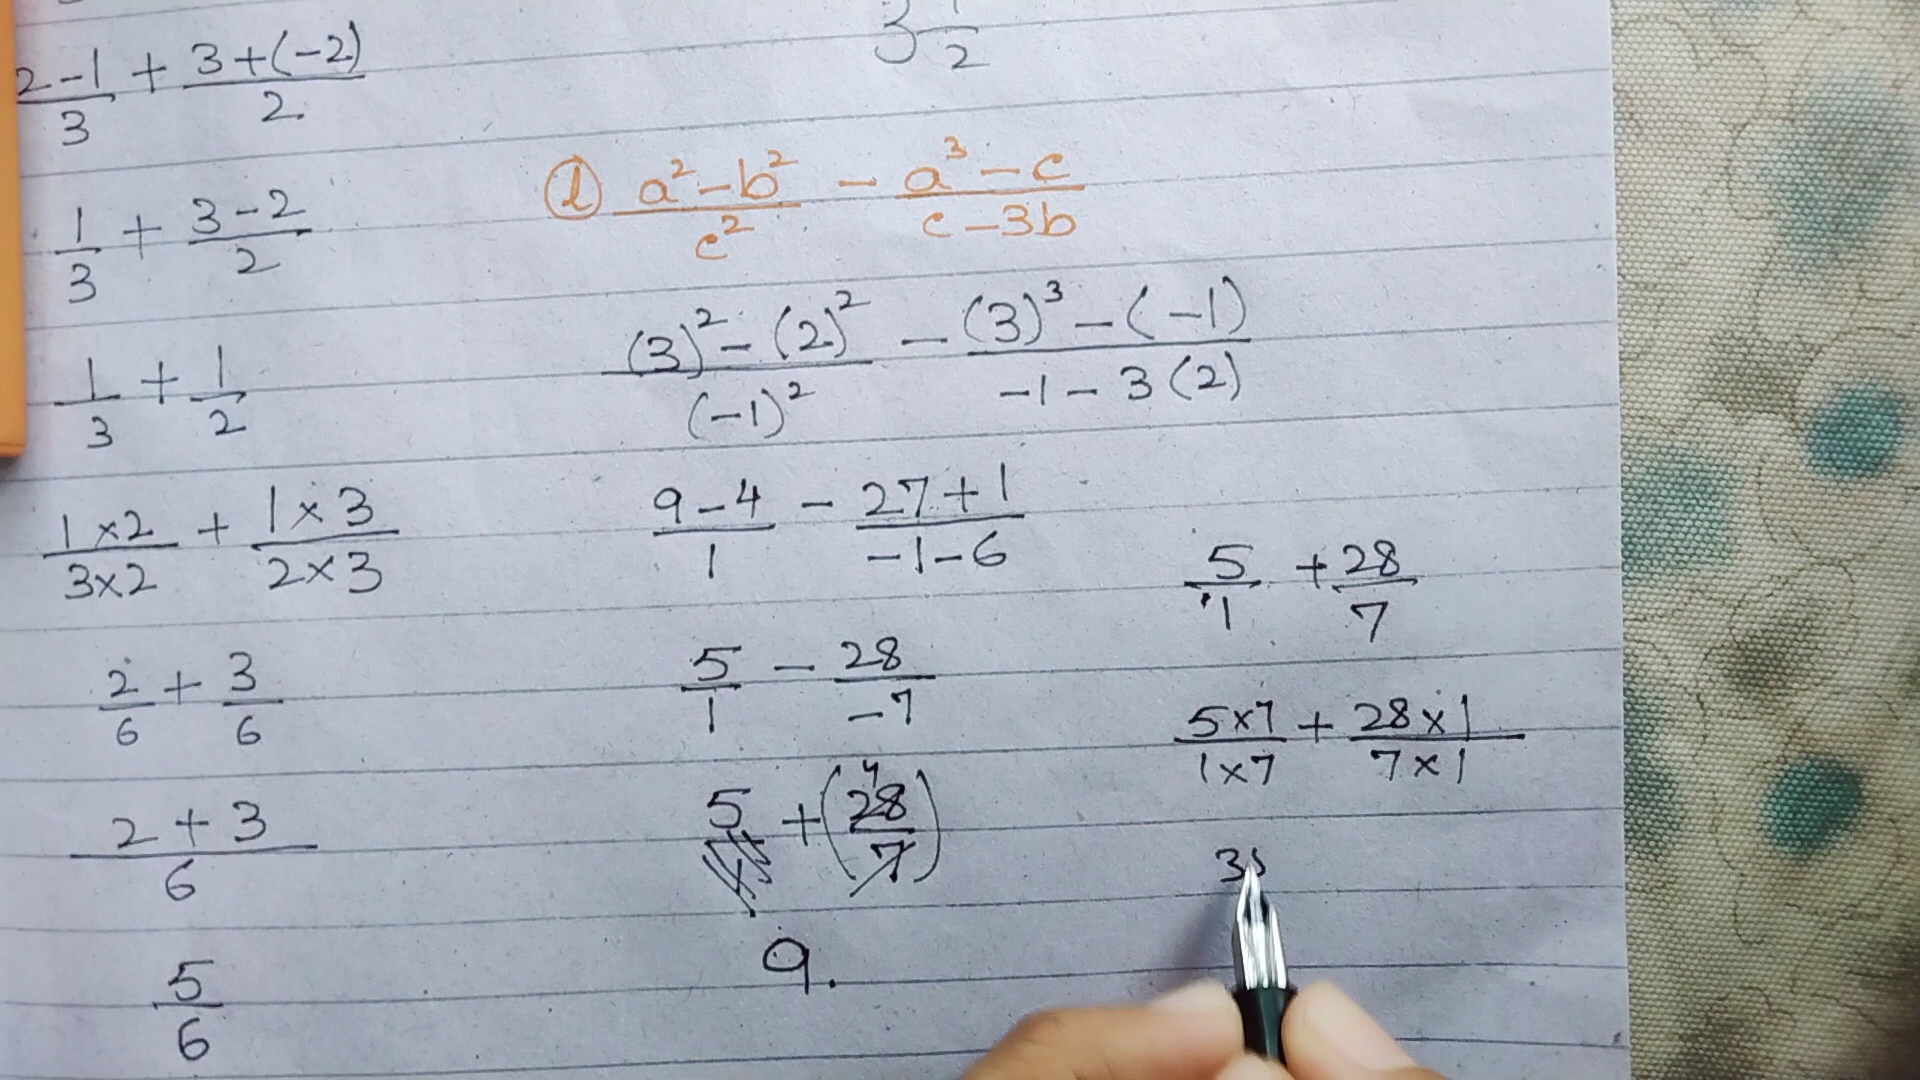 2-1/3 + 3+(-2)/2
1/3 + 3-2/2
1/3 + 1/2
1×2/3×2 + 1×3/2×3
2/6 + 3/6
2+3/6
5/6
1/2
a²-b²/c² - a³-c/c-3b
(3)²-(2)²/(-1)² - (3)³-(-1)/-1-3(2)
9-4/1 - 27+1/-1-6
5/1 - 28/-7
5 + (28/7) 4
9.
5/1 + 28/7
5×7/1×7 + 28×1/7×1
35